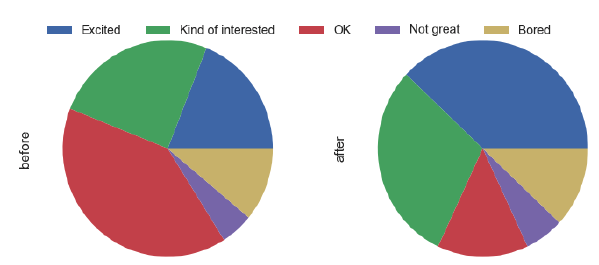 Excited Kind of interested OK Not great Bored
before
after